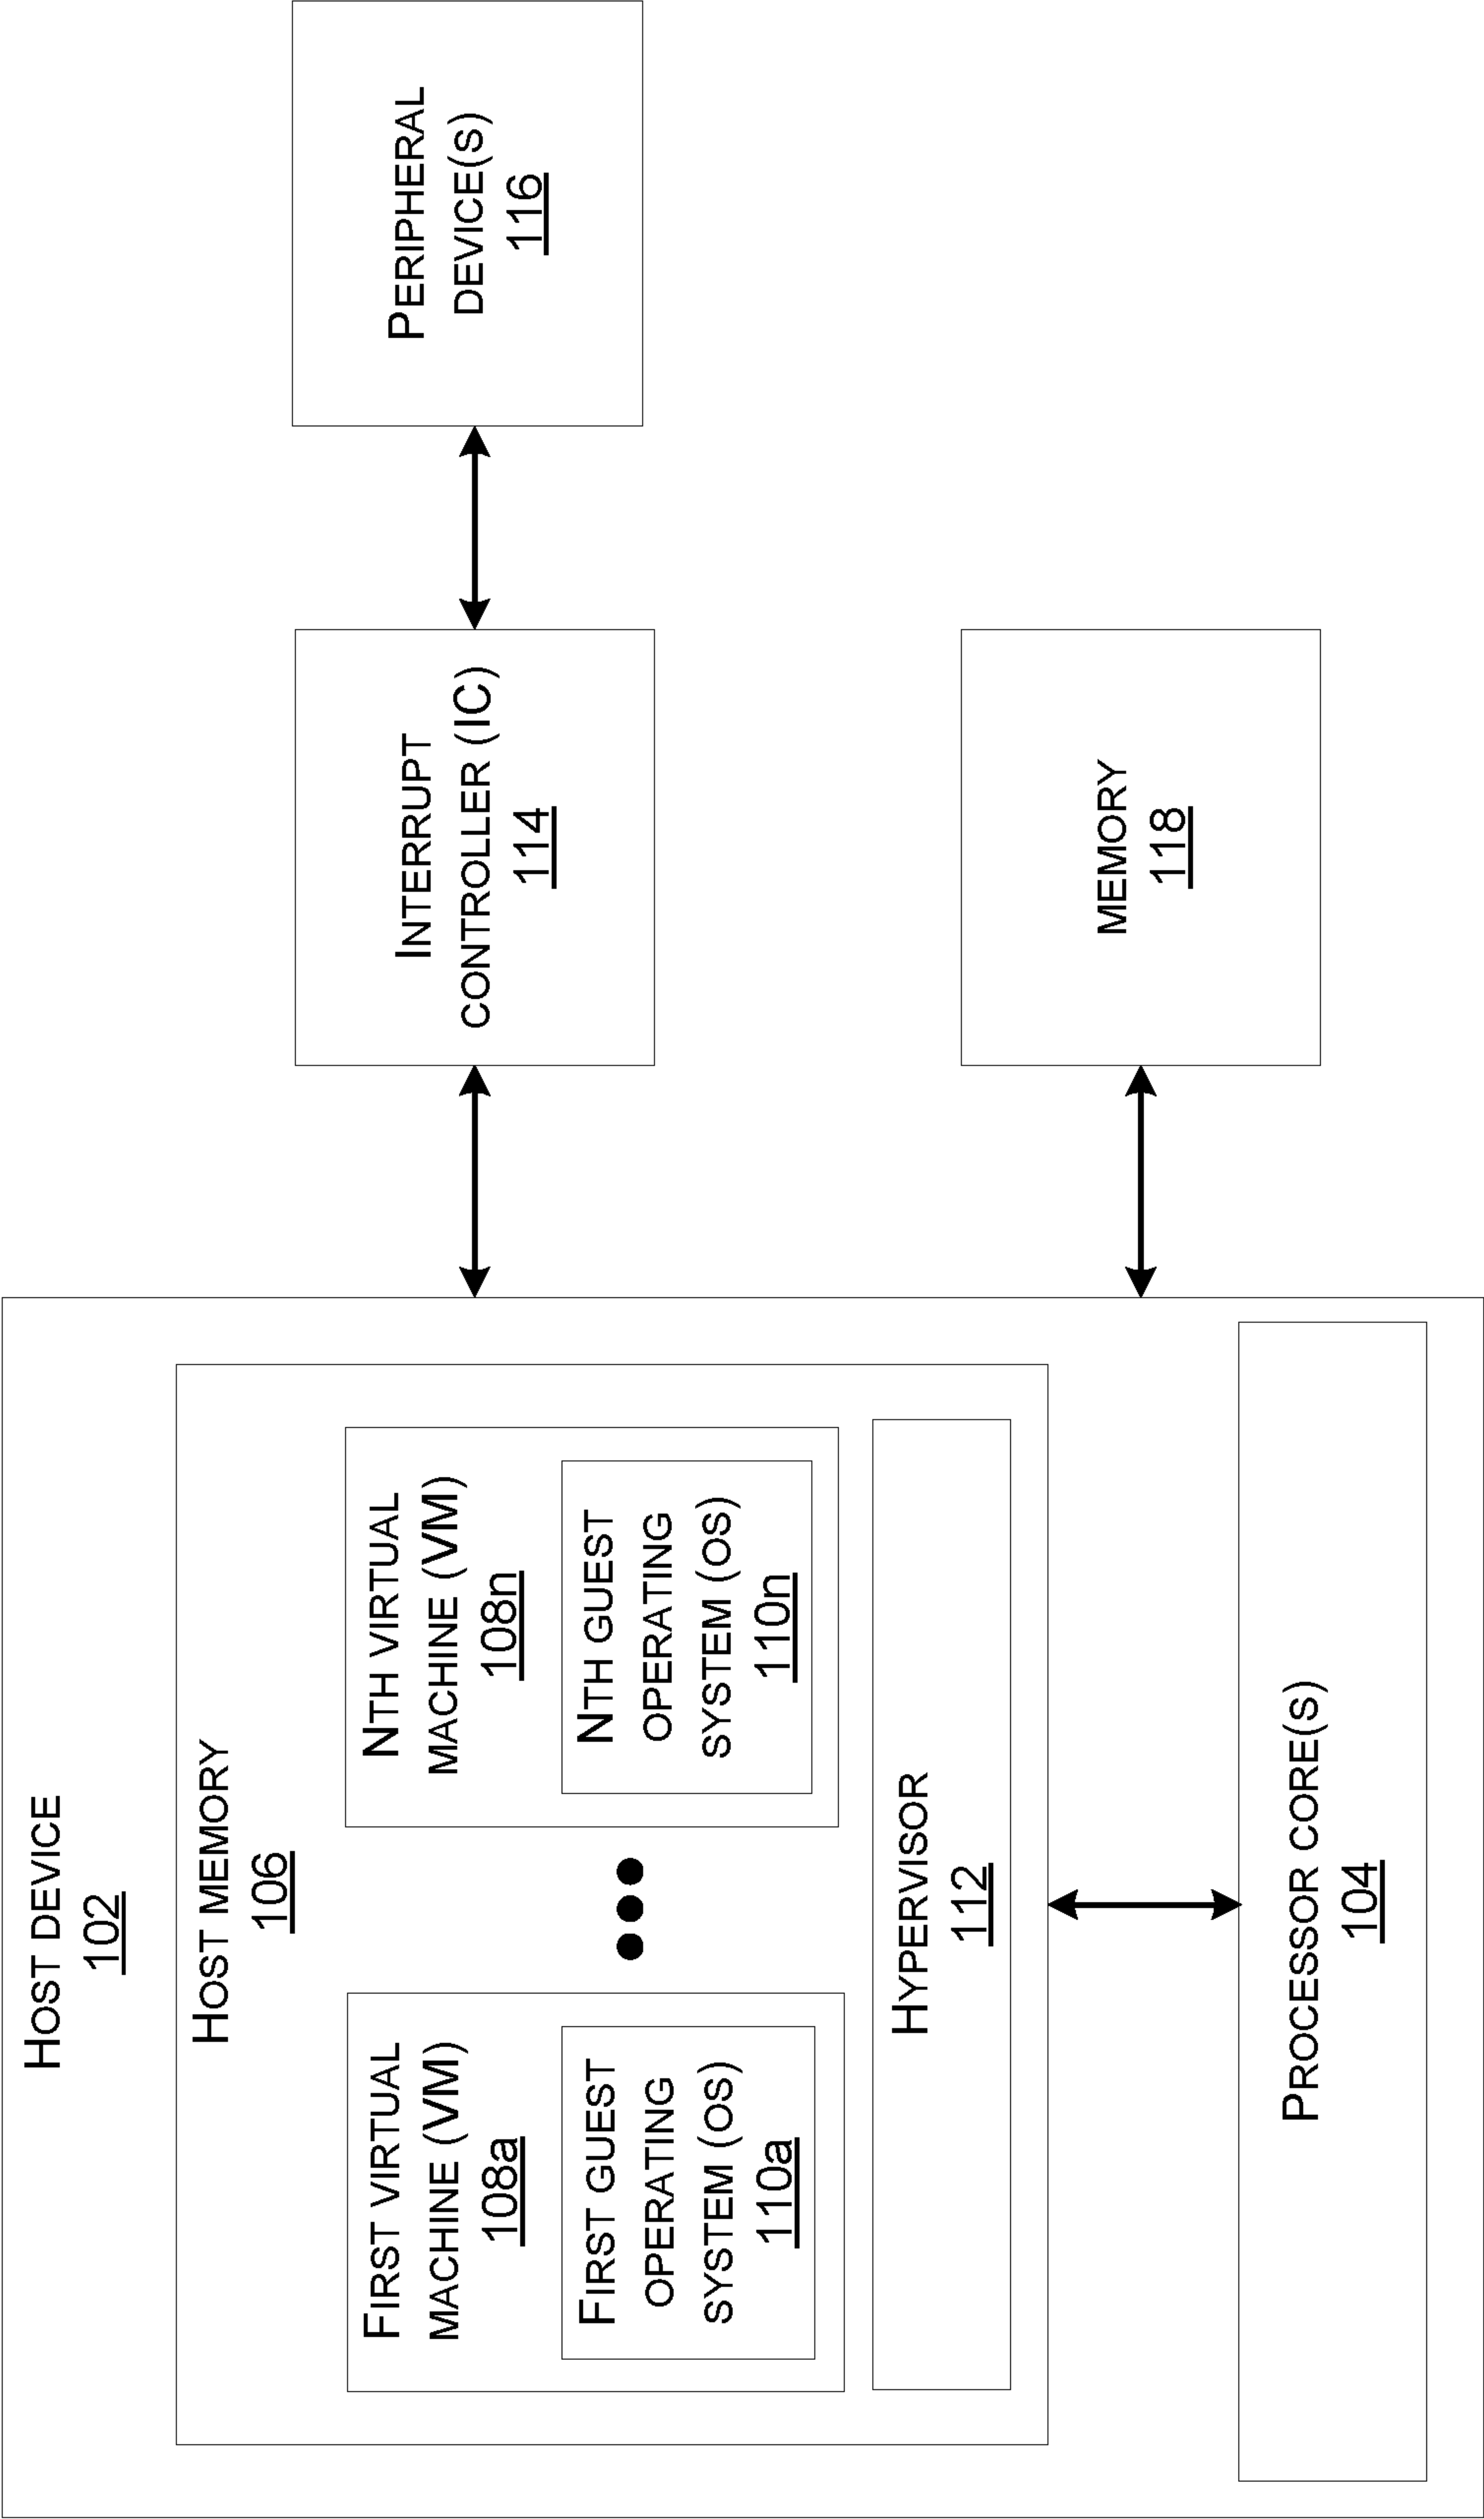 Host device
102
Host memory
106
First virtual
machine (VM)
108a
First guest
operating
system (os)
110a
Nth virtual
machine (VM)
108n
Nth guest
operating
system (os)
110n
Hypervisor
112
Processor core(s)
104
Interrupt
controller (IC)
114
Peripheral
device(s)
116
memory
118